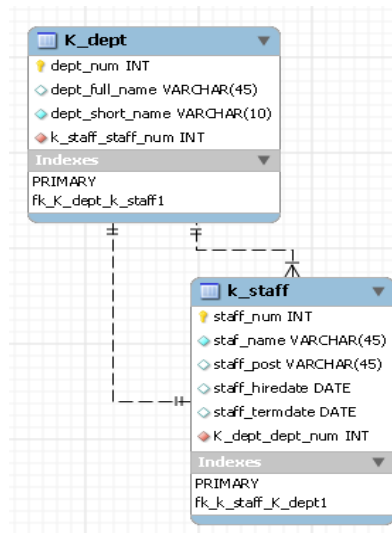 K_dept
dept_num INT
dept_full_name VARCHAR(45)
dept_short_name VARCHAR(10)
k_staff_staff_num INT
Indexes
PRIMARY
fk_K_dept_k_staff1
k_staff
staff_num INT
staf_name VARCHAR(45)
staff_post VARCHAR(45)
staff_hiredate DATE
staff_termdate DATE
K_dept_dept_num INT
Indexes
PRIMARY
fk_k_staff_K_dept1